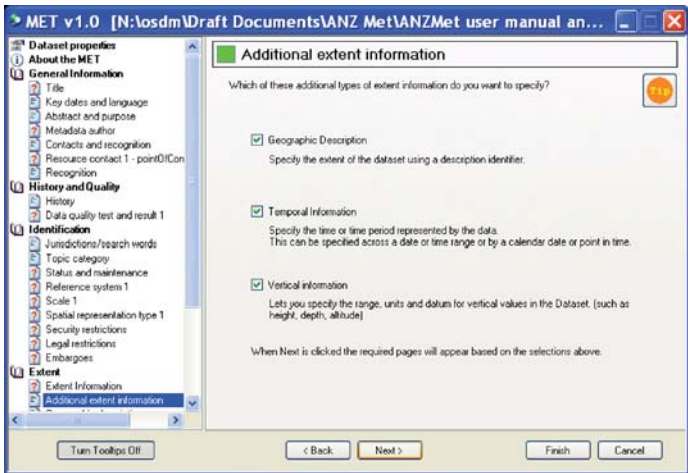 MET v1.0 [N:\osdm\Draft Documents\ANZ Met\ANZMet user manual an...
Dataset properties
About the MET
General Information
Title
Key dates and language
Abstract and purpose
Metadata author
Contacts and recognition
Resource contact 1 - pointOfCon
Recognition
History and Quality
History
Data quality test and result 1
Identification
Jurisdictions/search words
Topic category
Status and maintenance
Reference system 1
Scale 1
Spatial representation type 1
Security restrictions
Legal restrictions
Embargoes
Extent
Extent Information
Additional extent information
Additional extent information
Which of these additional types of extent information do you want to specify?
Tip
Geographic Description
Specify the extent of the dataset using a description identifier.
Temporal Information
Specify the time or time period represented by the data.
This can be specified across a date or time range or by a calendar date or point in time.
Vertical information
Lets you specify the range, units and datum for vertical values in the Dataset. (such as
height, depth, altitude)
When Next is clicked the required pages will appear based on the selections above.
Turn Tooltips Off
< Back
Next >
Finish
Cancel